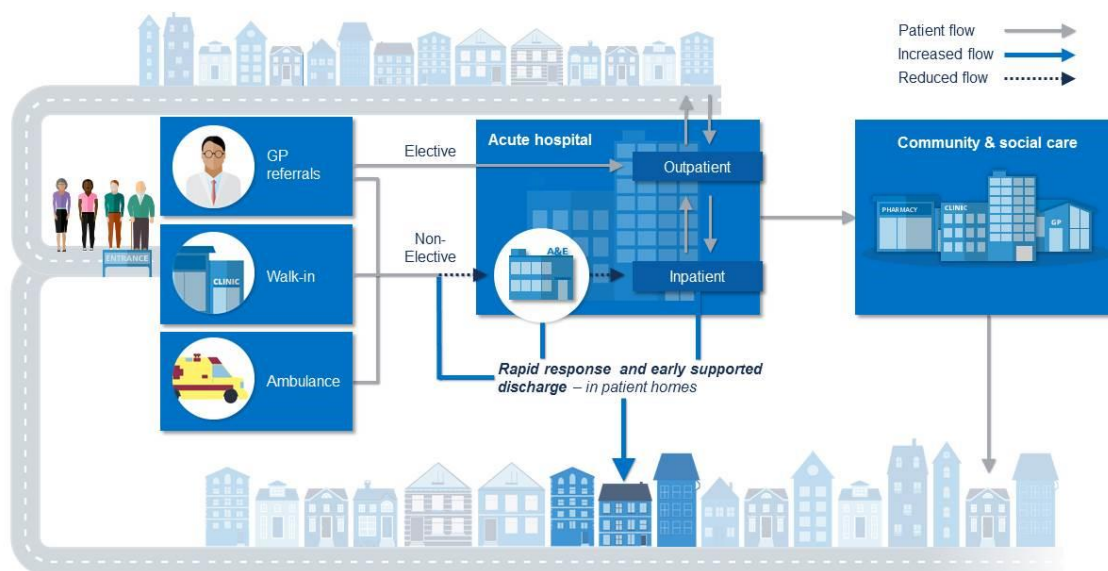 Patient flow
Increased flow
Reduced flow
GP
referrals
Elective
Acute hospital
Outpatient
Community & social care
PHARMACY
CLINIC
GP
ENTRANCE
Walk-in
CLINIC
Non-
Elective
A&E
Inpatient
Ambulance
Rapid response and early supported
discharge – in patient homes